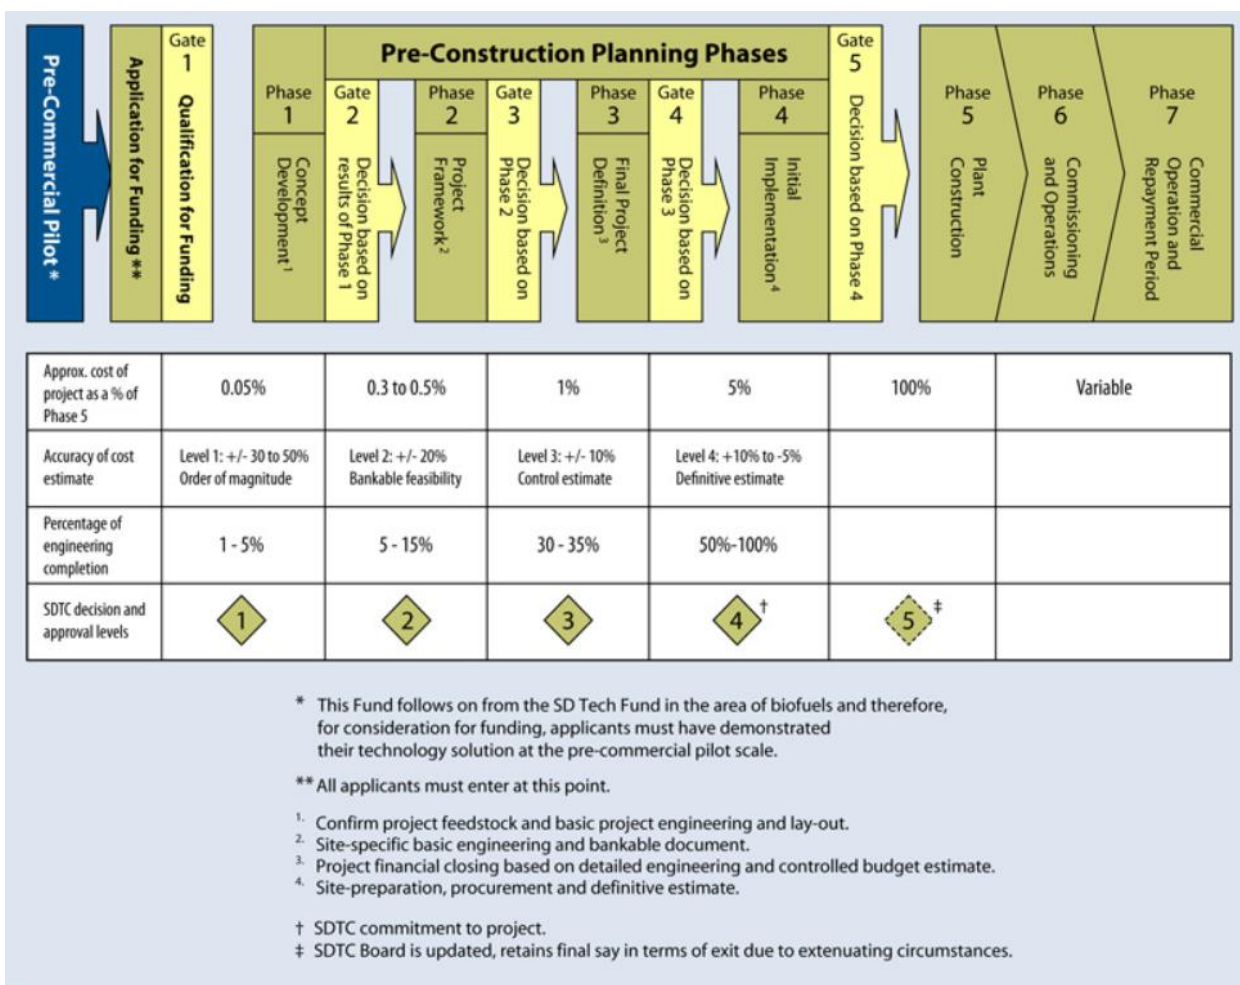 Pre-Commercial Pilot *
Application for Funding **
Gate
1
Qualification for Funding
Pre-Construction Planning Phases
Phase
1
Concept
Development¹
Gate
2
Decision based on
results of Phase 1
Phase
2
Project
Framework²
Gate
3
Decision based on
Phase 2
Phase
3
Final Project
Definition³
Gate
4
Decision based on
Phase 3
Phase
4
Initial
Implementation⁴
Gate
5
Decision based on Phase 4
Phase
5
Plant
Construction
Phase
6
Commissioning
and Operations
Phase
7
Commercial
Operation and
Repayment Period
Approx. cost of
project as a % of
Phase 5
0.05%
0.3 to 0.5%
1%
5%
100%
Variable
Accuracy of cost
estimate
Level 1: +/- 30 to 50%
Order of magnitude
Level 2: +/- 20%
Bankable feasibility
Level 3: +/- 10%
Control estimate
Level 4: +10% to -5%
Definitive estimate
Percentage of
engineering
completion
1 - 5%
5 - 15%
30 - 35%
50%-100%
SDTC decision and
approval levels
1
2
3
4 †
5 ‡
* This Fund follows on from the SD Tech Fund in the area of biofuels and therefore,
for consideration for funding, applicants must have demonstrated
their technology solution at the pre-commercial pilot scale.
** All applicants must enter at this point.
1. Confirm project feedstock and basic project engineering and lay-out.
2. Site-specific basic engineering and bankable document.
3. Project financial closing based on detailed engineering and controlled budget estimate.
4. Site-preparation, procurement and definitive estimate.
† SDTC commitment to project.
‡ SDTC Board is updated, retains final say in terms of exit due to extenuating circumstances.